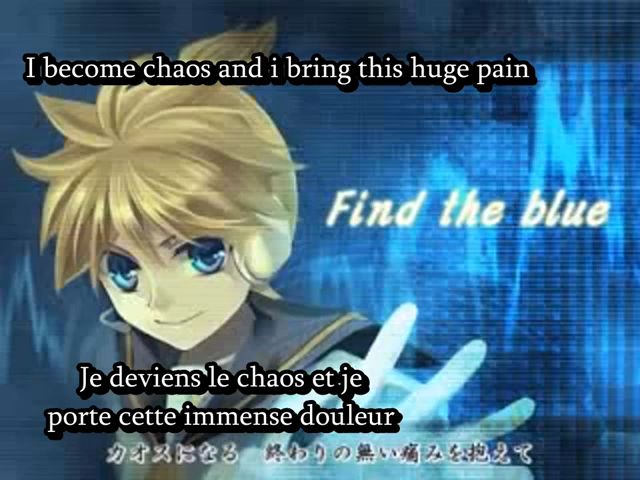 I become chaos and i bring this huge pain
Find the blue
Je deviens le chaos et je
porte cette immense douleur
カオスになる 終わりの無い痛みを抱えて